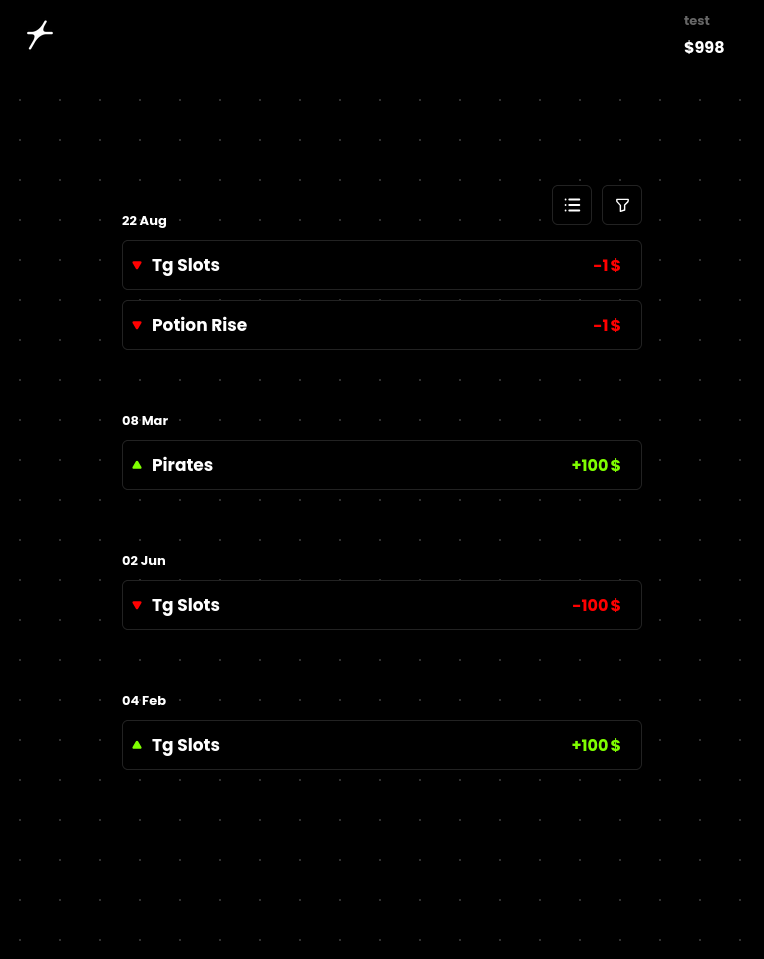 test
$998
22 Aug
Tg Slots -1$
Potion Rise -1$
08 Mar
Pirates +100$
02 Jun
Tg Slots -100$
04 Feb
Tg Slots +100$